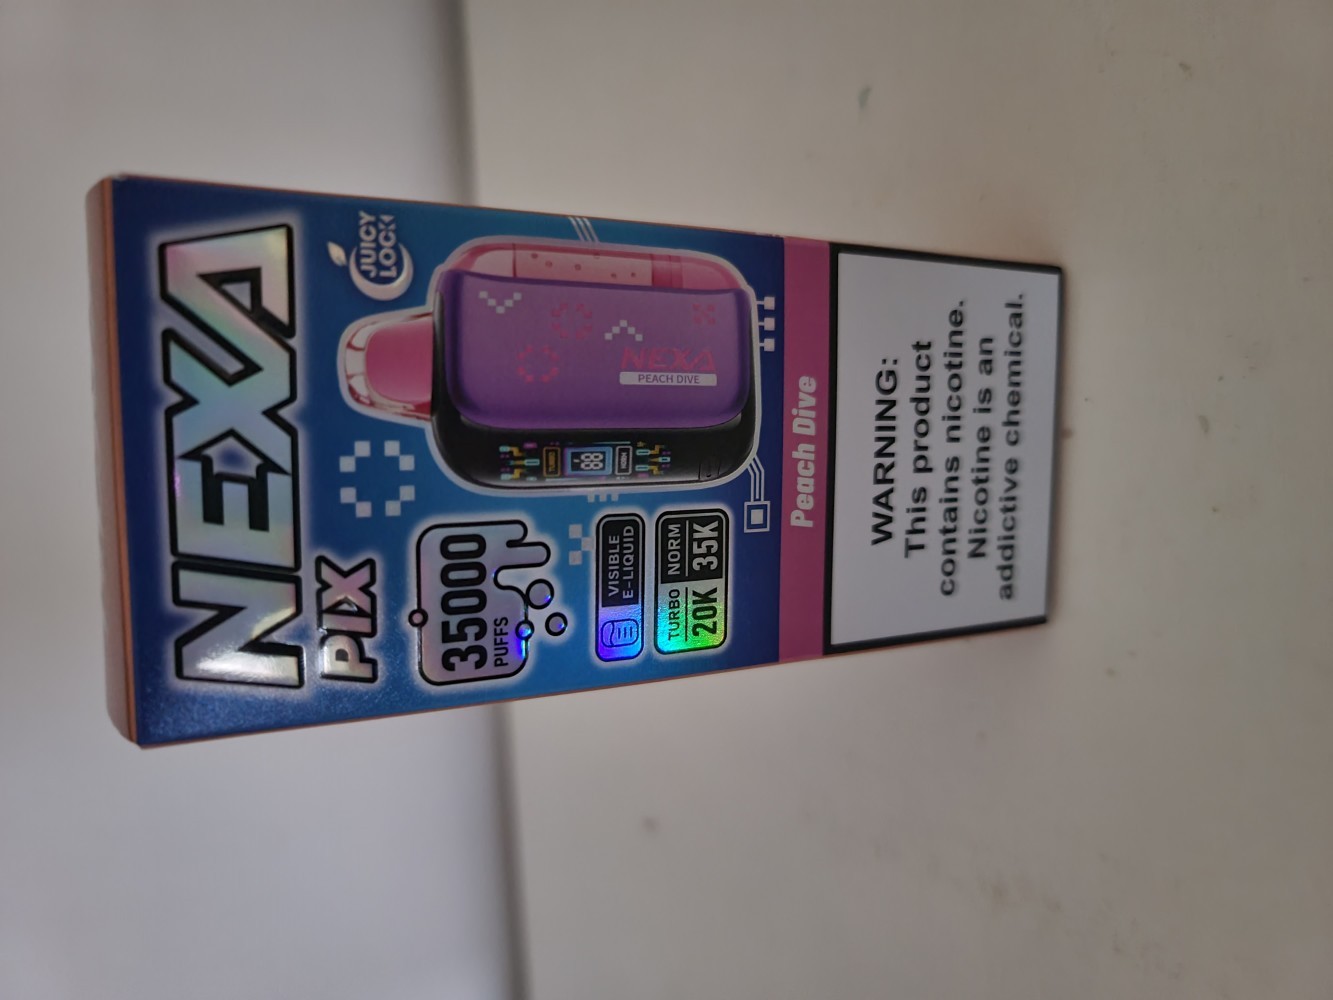 NEXA
PIX
JUICY
LOCK
35000
PUFFS
NEXA
PEACH DIVE
88
VISIBLE
E-LIQUID
TURBO
20K
NORM
35K
Peach Dive
WARNING:
This product
contains nicotine.
Nicotine is an
addictive chemical.